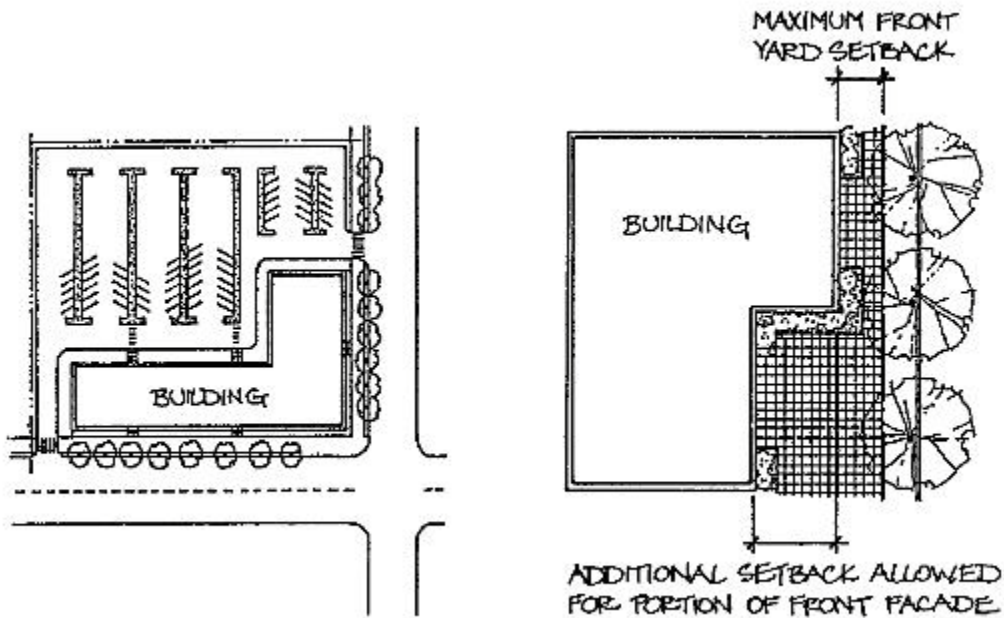 MAXIMUM FRONT
YARD SETBACK
BUILDING
BUILDING
ADDITIONAL SETBACK ALLOWED
FOR PORTION OF FRONT FACADE